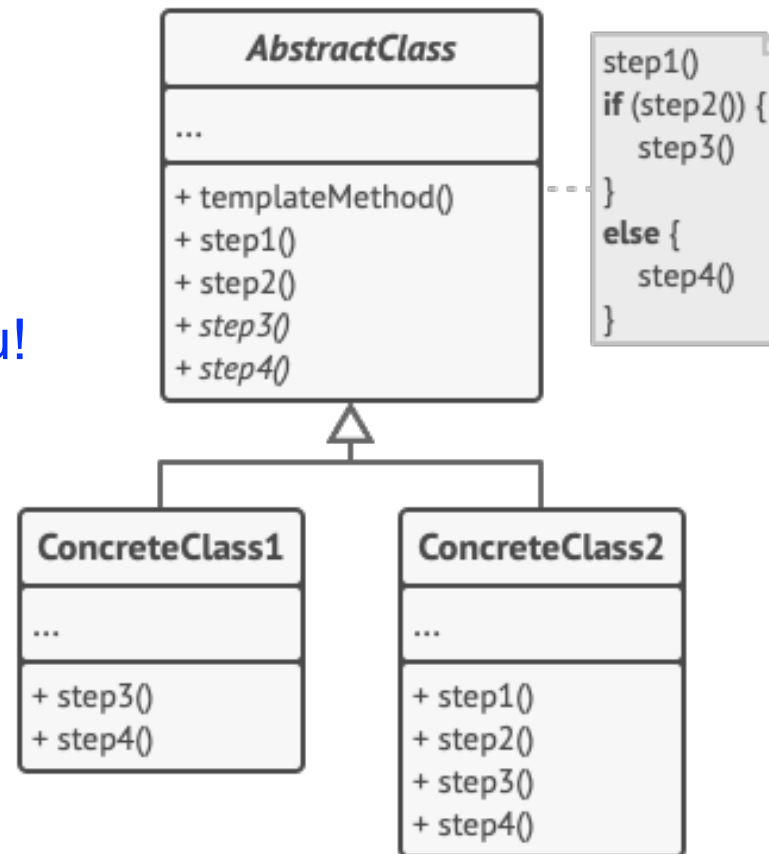 AbstractClass
...
+ templateMethod()
+ step1()
+ step2()
+ step3()
+ step4()
step1()
if (step2()) {
step3()
}
else {
step4()
}
u!
ConcreteClass1
...
+ step3()
+ step4()
ConcreteClass2
...
+ step1()
+ step2()
+ step3()
+ step4()